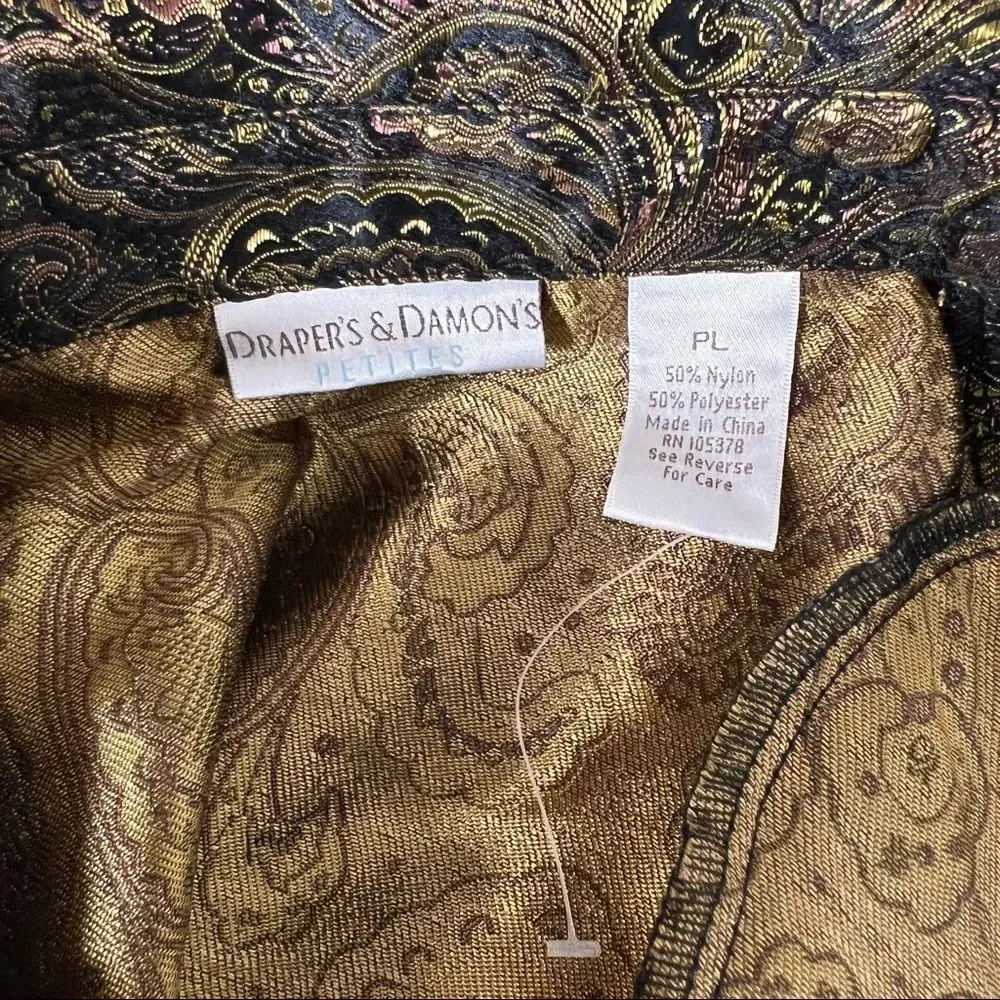 DRAPER'S & DAMON'S
PETITES
PL
50% Nylon
50% Polyester
Made in China
RN 105378
See Reverse
For Care